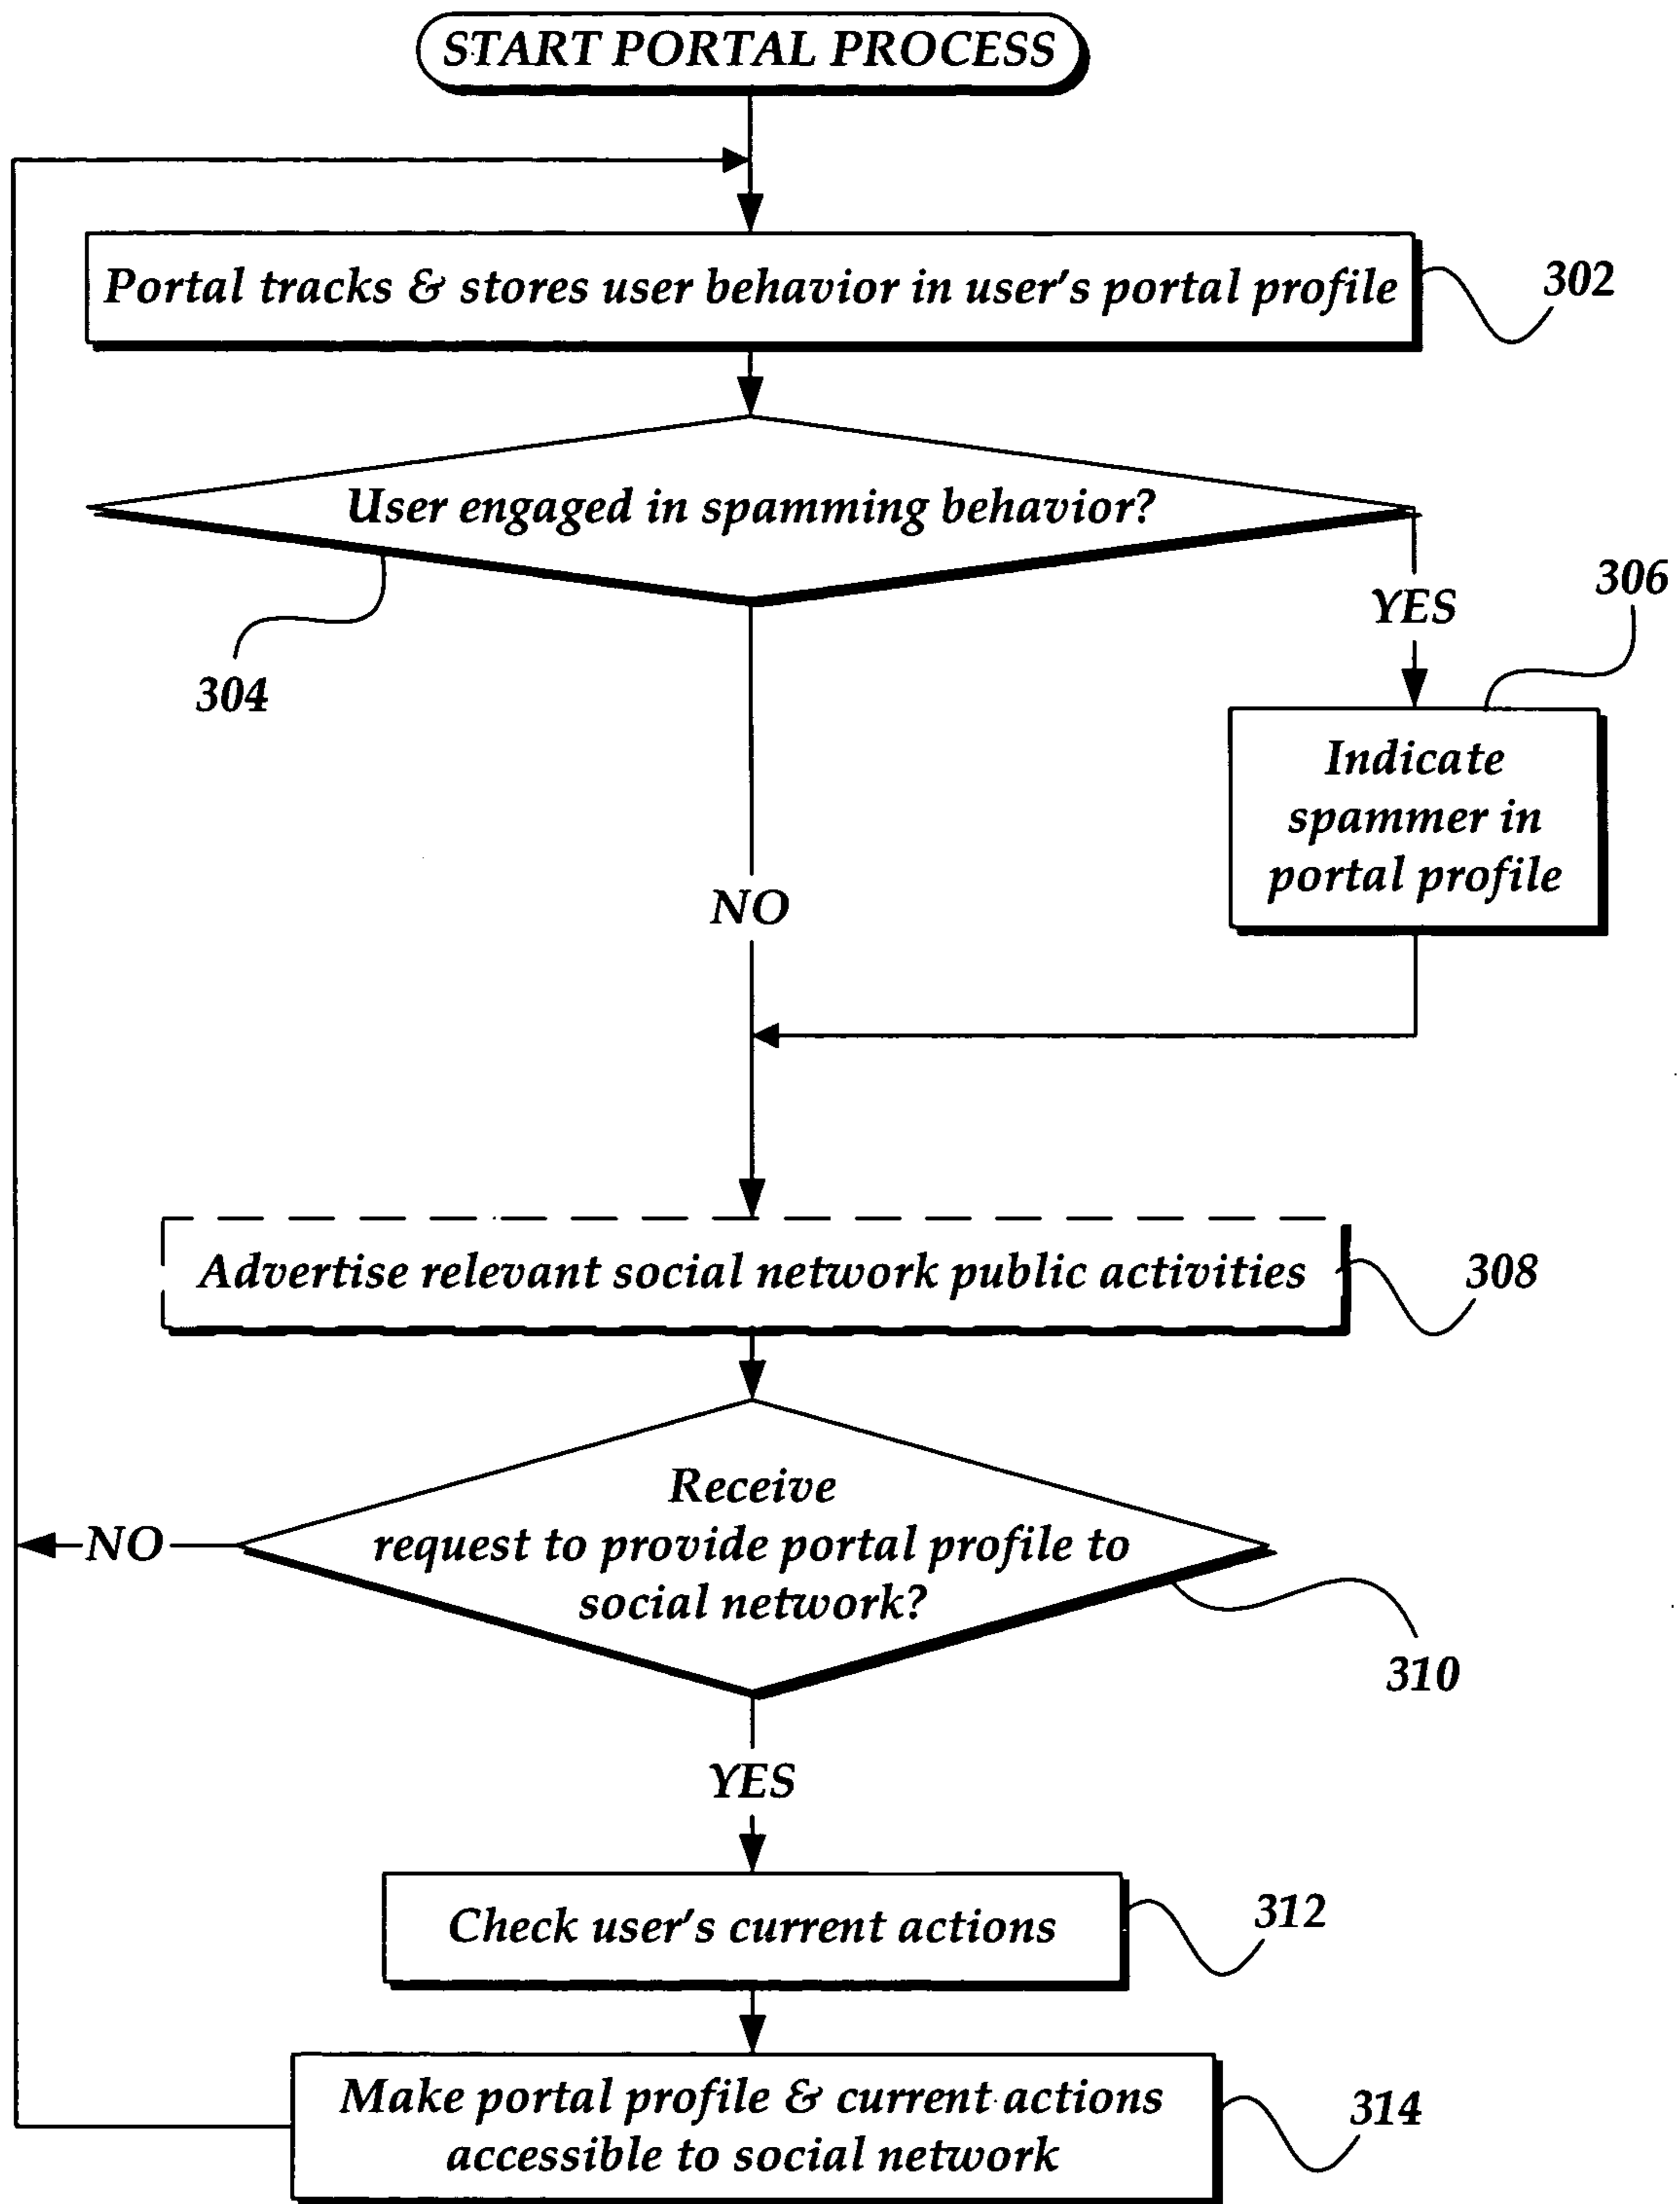 START PORTAL PROCESS
Portal tracks & stores user behavior in user's portal profile
302
User engaged in spamming behavior?
304
YES
306
Indicate
spammer in
portal profile
NO
Advertise relevant social network public activities
308
Receive
request to provide portal profile to
social network?
NO
310
YES
Check user's current actions
312
Make portal profile & current actions
accessible to social network
314